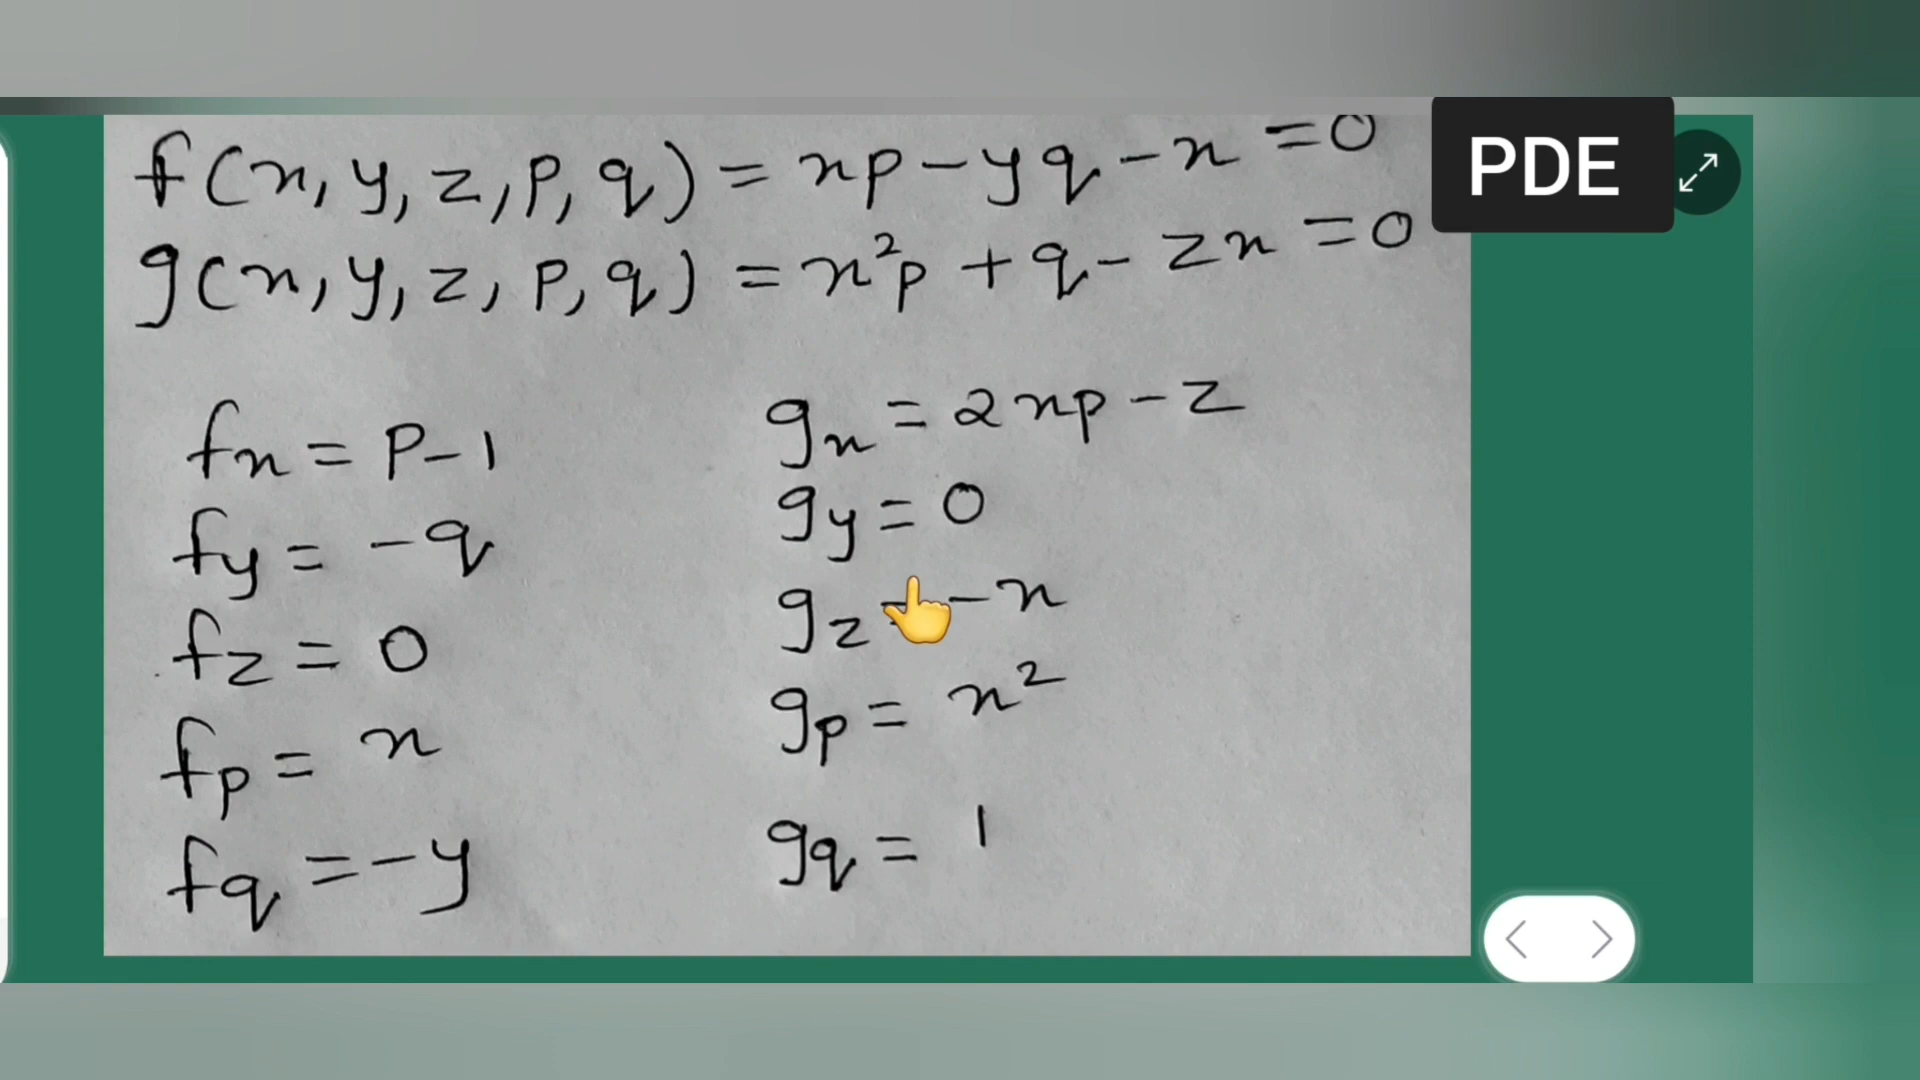 f(x, y, z, p, q) = xp - yq - x = 0
PDE
g(x, y, z, p, q) = x²p + q - zx = 0
fx = p - 1
gx = 2xp - z
fy = -q
gy = 0
fz = 0
gz = -x
fp = x
gp = x²
fq = -y
gq = 1